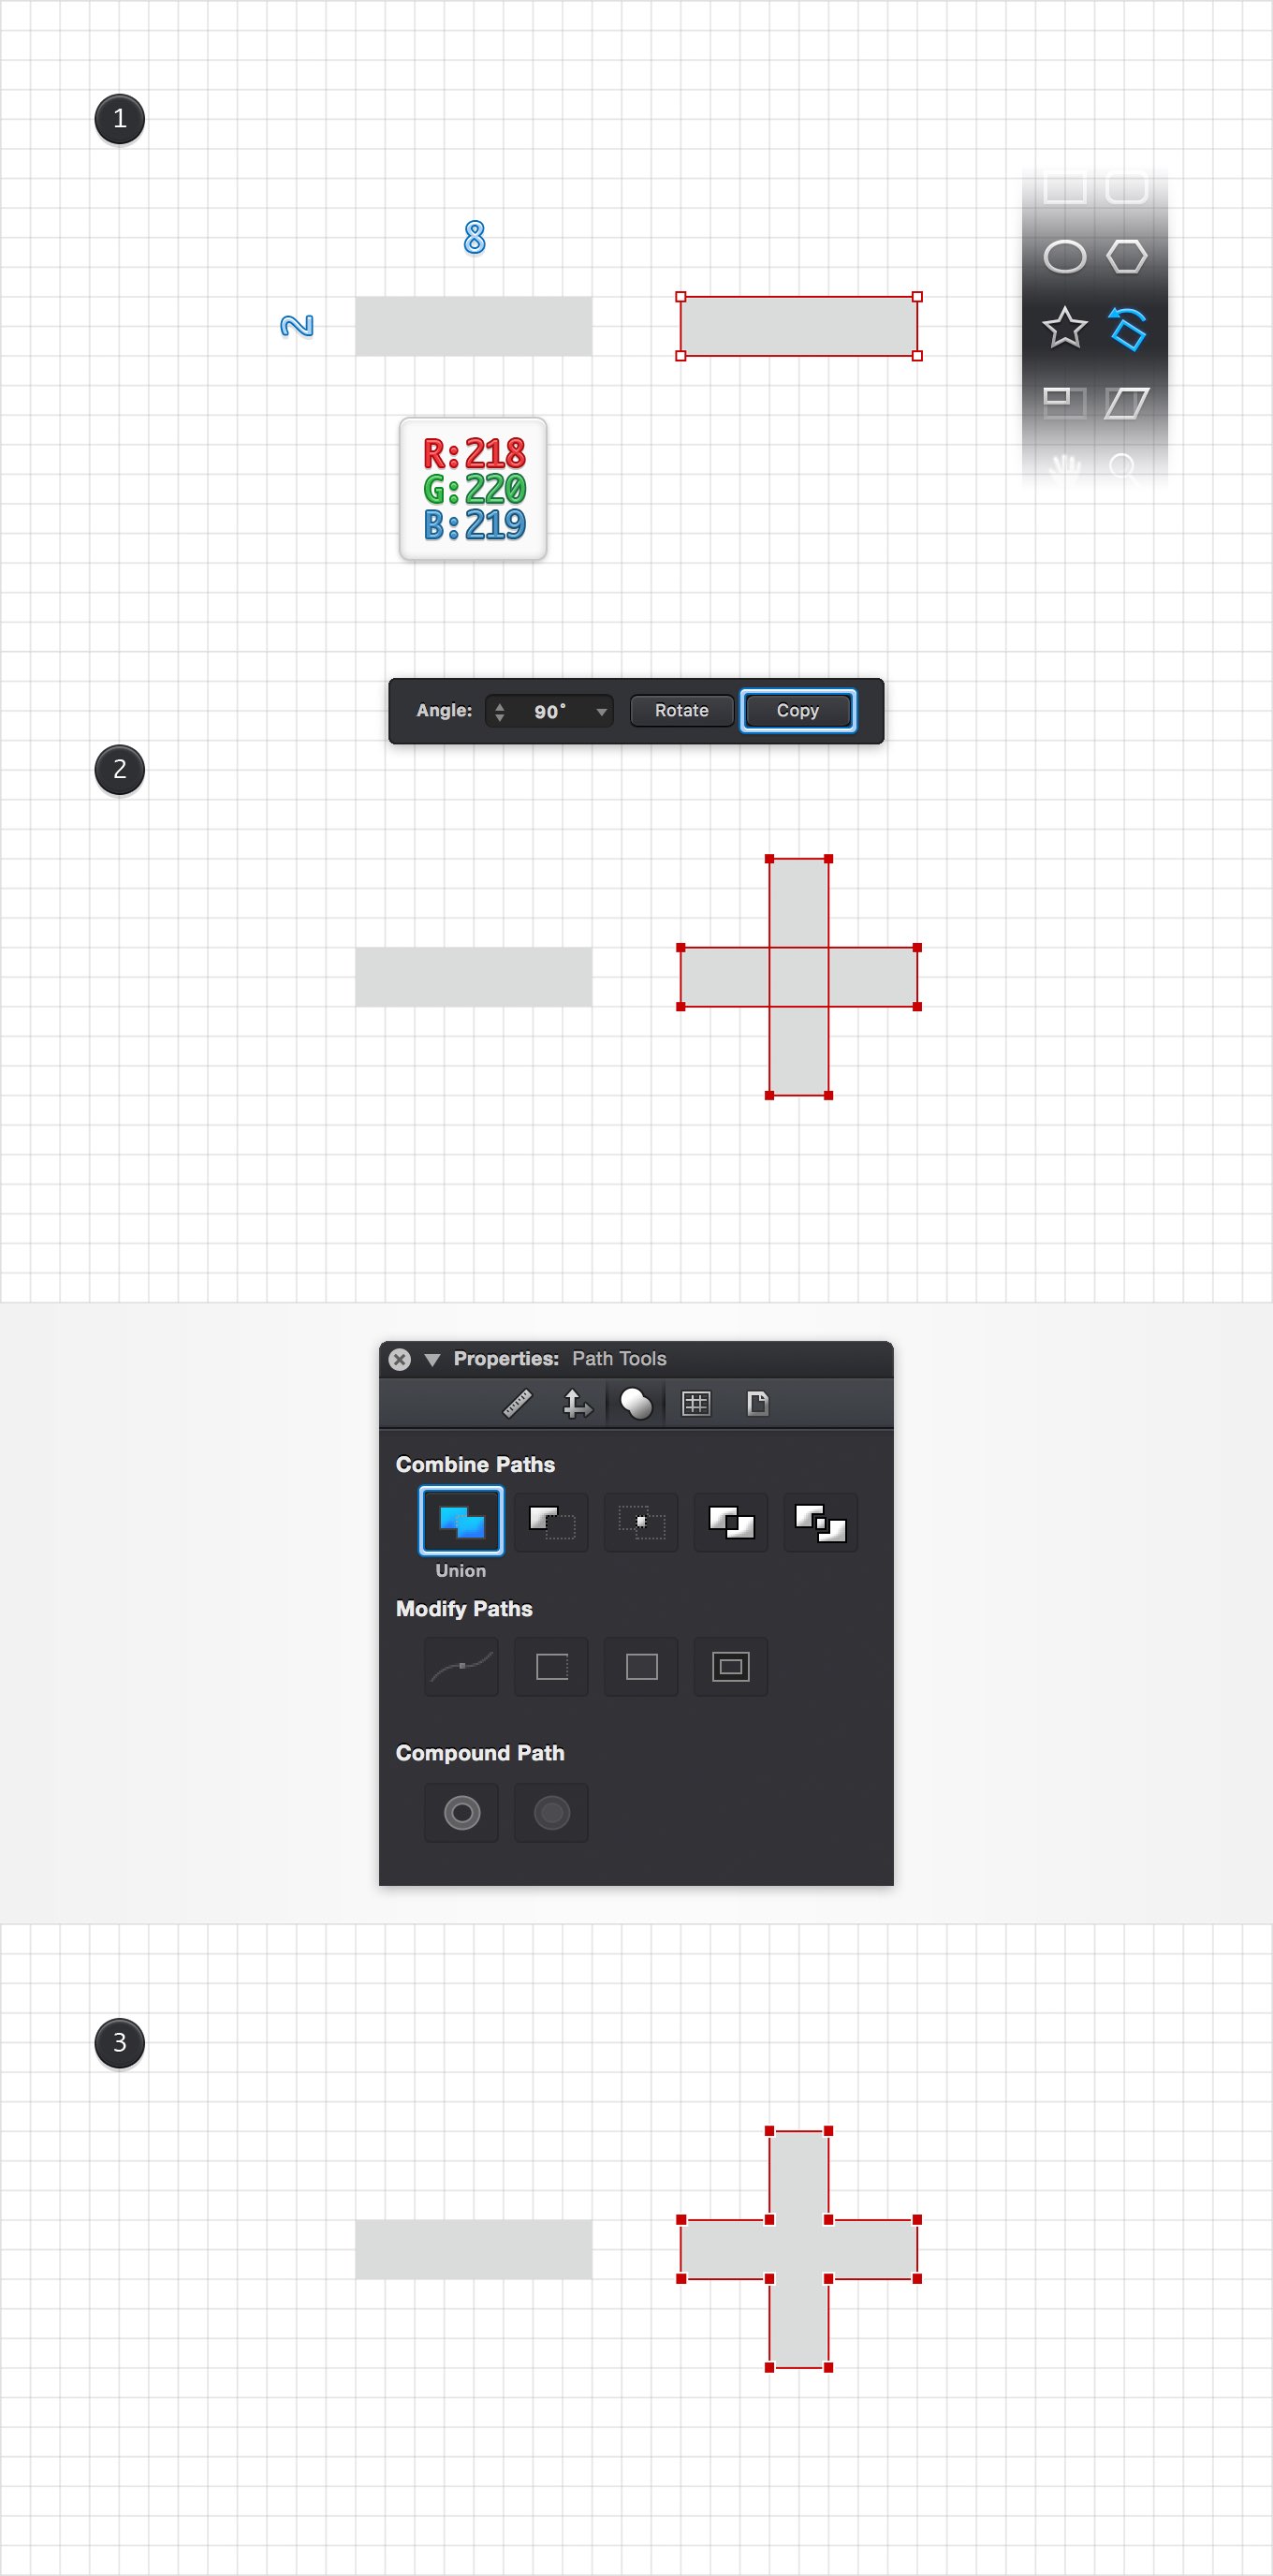 1
8
2
R:218
G:220
B:219
Angle: 90° Rotate Copy
2
Properties: Path Tools
Combine Paths
Union
Modify Paths
Compound Path
3